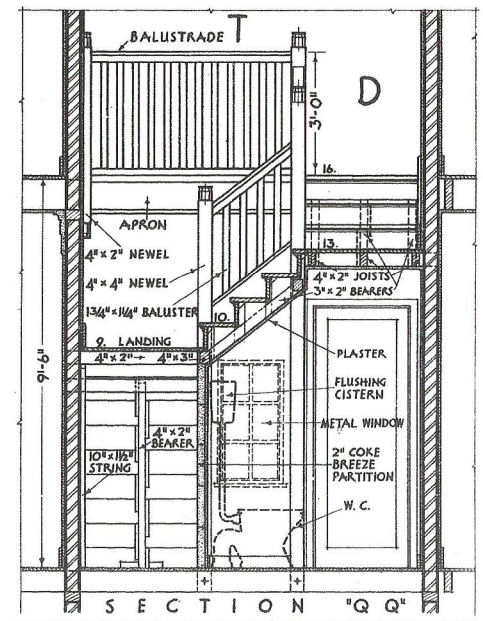 T
BALUSTRADE
D
3'-0"
16.
APRON
4" × 2" NEWEL
13.
4" × 4" NEWEL
4" × 2" JOISTS
3" × 2" BEARERS
1¾" × 1¼" BALUSTER
10.
9. LANDING
4" × 2"
4" × 3"
PLASTER
9'-6"
FLUSHING
CISTERN
METAL WINDOW
4" × 2"
BEARER
10" × 1½"
STRING
2" COKE
BREEZE
PARTITION
W. C.
SECTION "QQ"